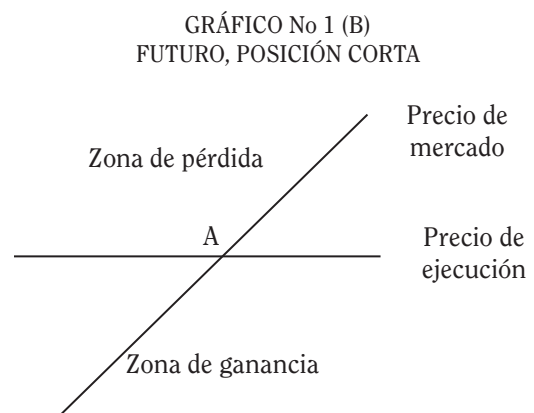 GRÁFICO No 1 (B)
FUTURO, POSICIÓN CORTA
Precio de
mercado
Zona de pérdida
A
Precio de
ejecución
Zona de ganancia